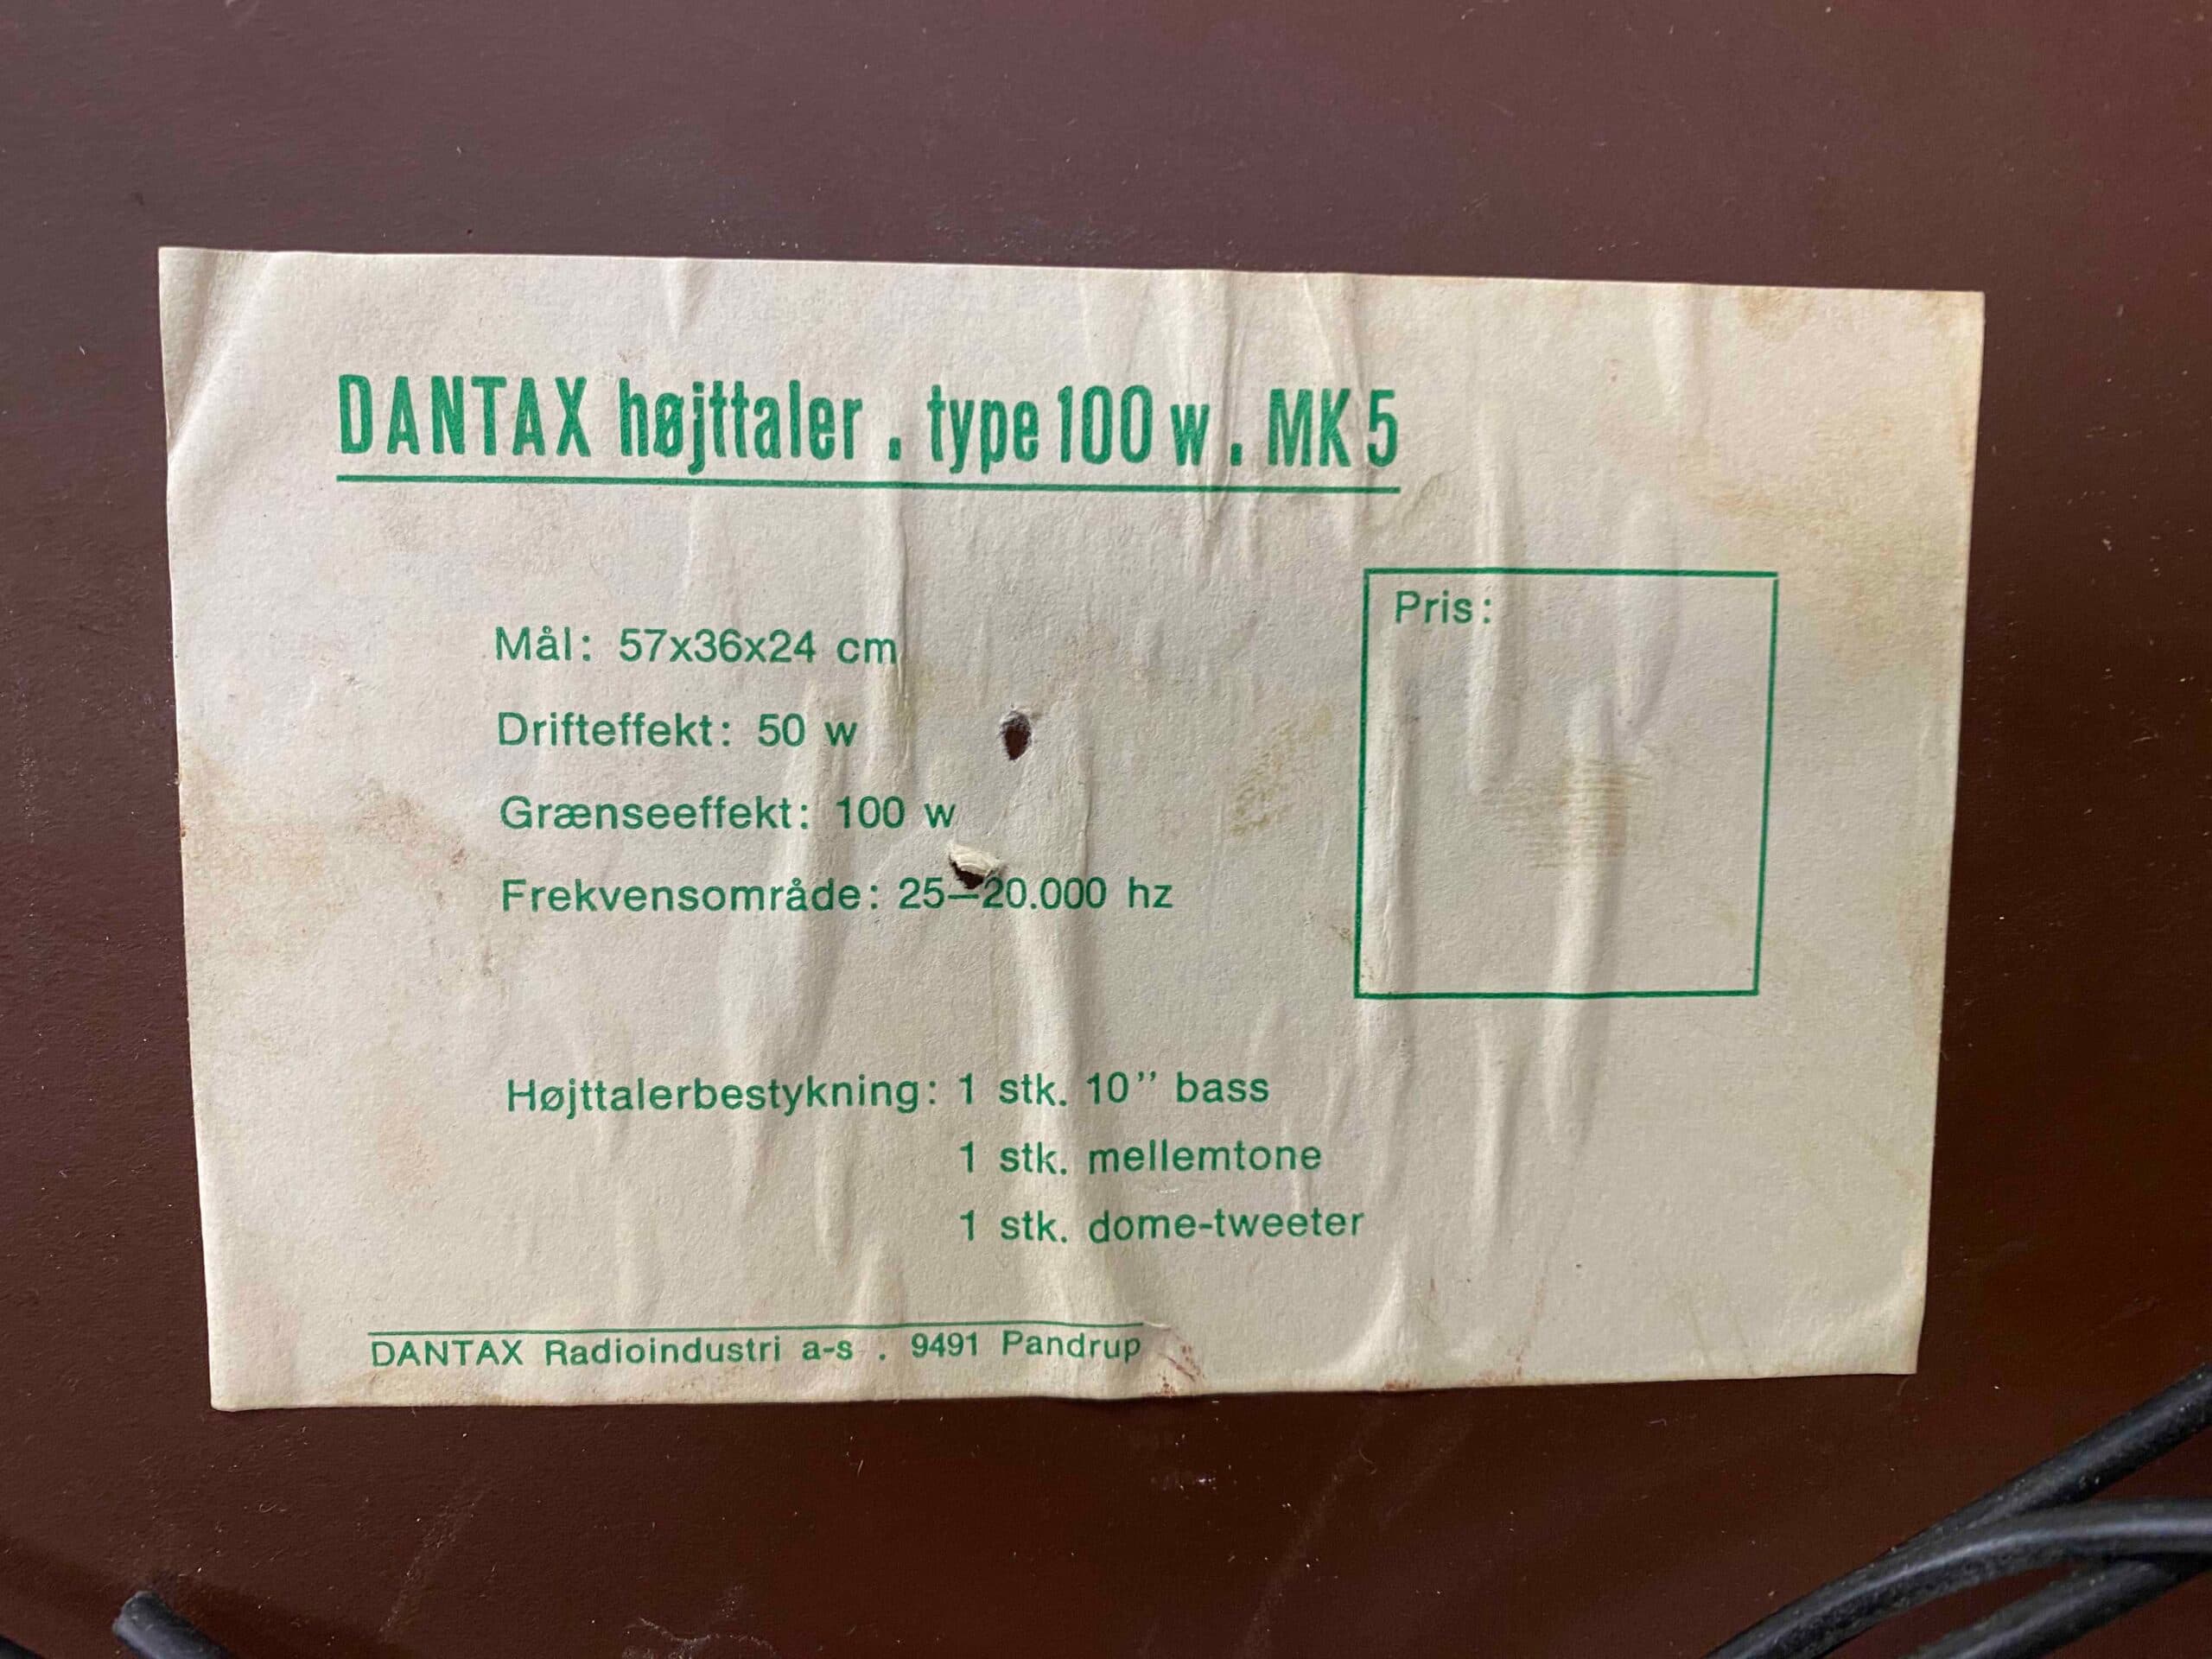 DANTAX højttaler . type 100 w . MK 5
Pris:
Mål: 57x36x24 cm
Drifteffekt: 50 w
Grænseeffekt: 100 w
Frekvensområde: 25–20.000 hz
Højttalerbestykning: 1 stk. 10” bass
1 stk. mellemtone
1 stk. dome-tweeter
DANTAX Radioindustri a-s . 9491 Pandrup